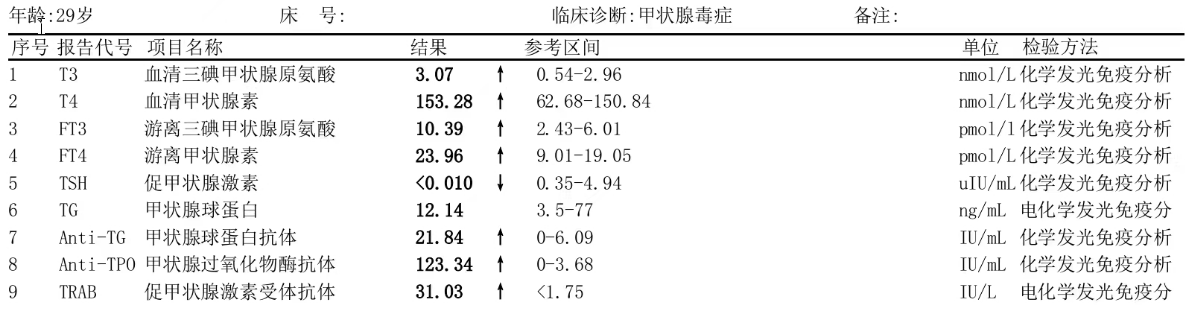 年龄:29岁 床 号: 临床诊断:甲状腺毒症 备注:
序号 报告代号 项目名称 结果 参考区间 单位 检验方法
1 T3 血清三碘甲状腺原氨酸 3.07 ↑ 0.54-2.96 nmol/L 化学发光免疫分析
2 T4 血清甲状腺素 153.28 ↑ 62.68-150.84 nmol/L 化学发光免疫分析
3 FT3 游离三碘甲状腺原氨酸 10.39 ↑ 2.43-6.01 pmol/l 化学发光免疫分析
4 FT4 游离甲状腺素 23.96 ↑ 9.01-19.05 pmol/L 化学发光免疫分析
5 TSH 促甲状腺激素 <0.010 ↓ 0.35-4.94 uIU/mL 化学发光免疫分析
6 TG 甲状腺球蛋白 12.14 3.5-77 ng/mL 电化学发光免疫分
7 Anti-TG 甲状腺球蛋白抗体 21.84 ↑ 0-6.09 IU/mL 化学发光免疫分析
8 Anti-TPO 甲状腺过氧化物酶抗体 123.34 ↑ 0-3.68 IU/mL 化学发光免疫分析
9 TRAB 促甲状腺激素受体抗体 31.03 ↑ <1.75 IU/L 电化学发光免疫分